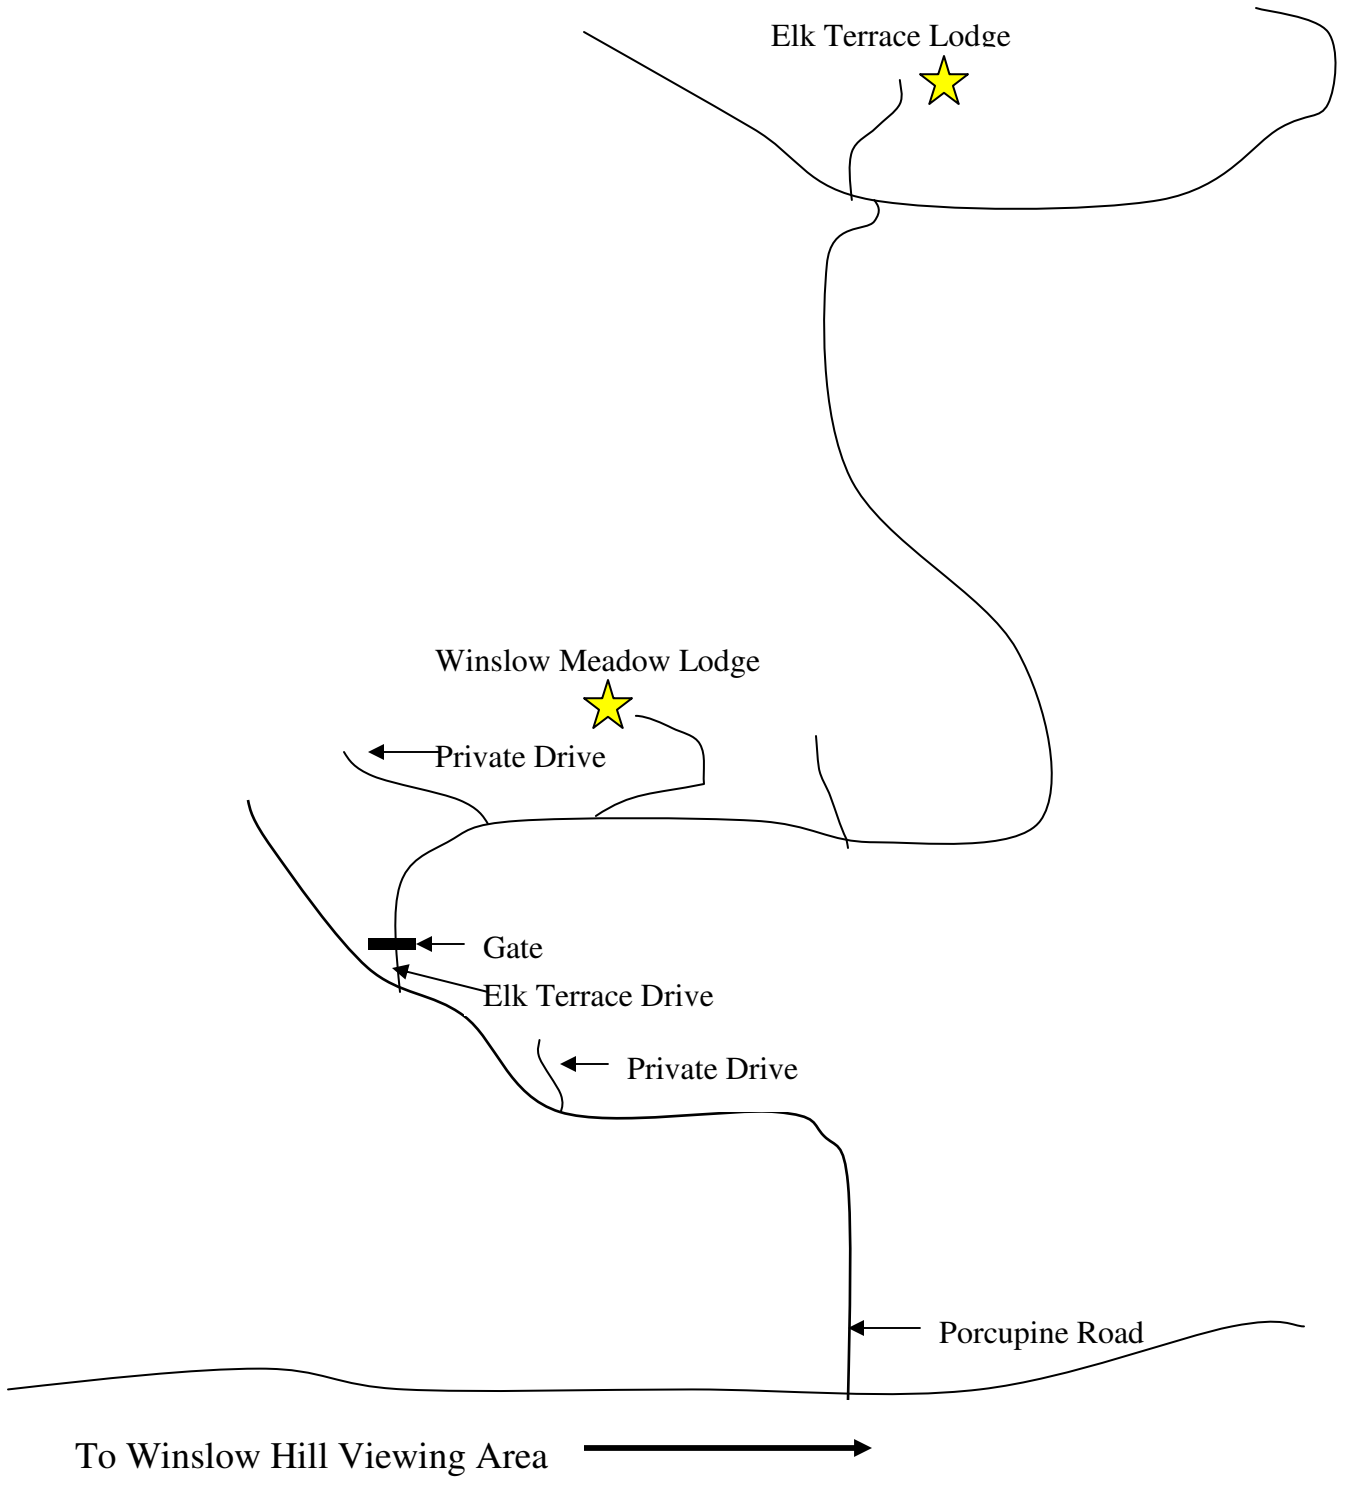 Elk Terrace Lodge
Winslow Meadow Lodge
Private Drive
Gate
Elk Terrace Drive
Private Drive
Porcupine Road
To Winslow Hill Viewing Area